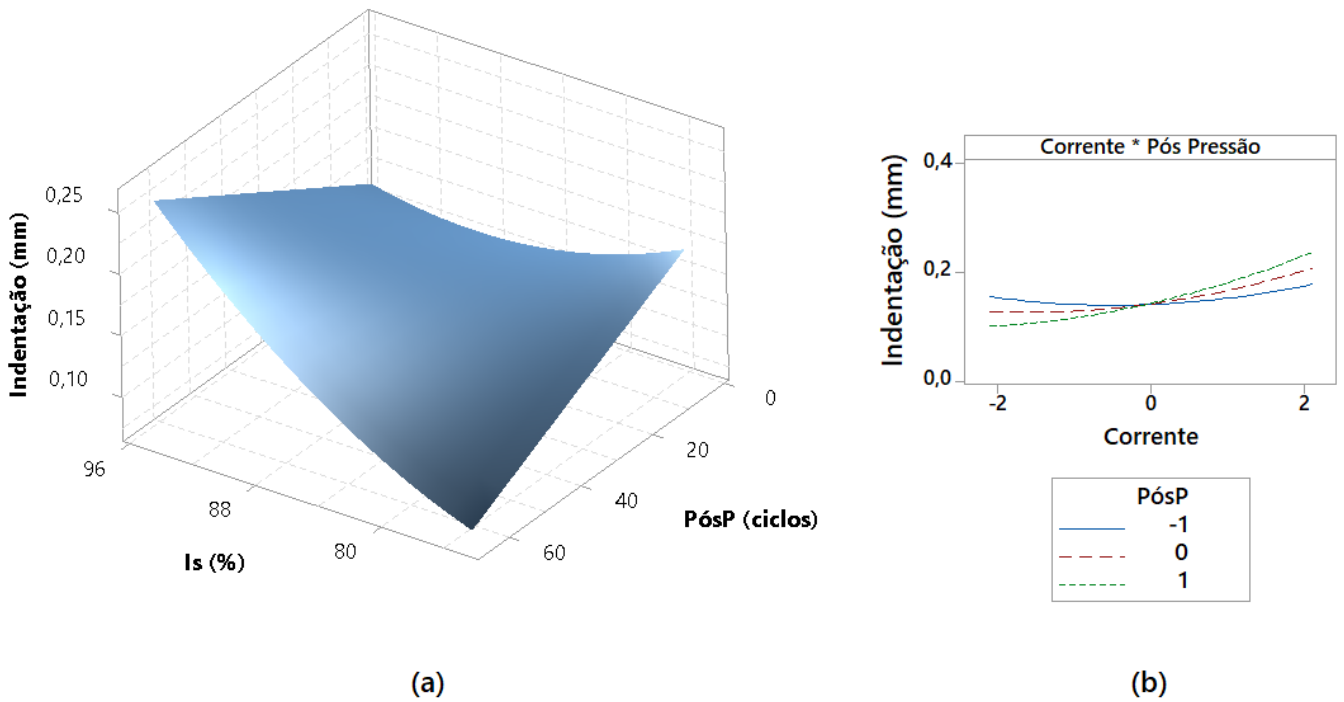 0,25
0,20
0,15
0,10
Indentação (mm)
96
88
80
Is (%)
0
20
40
60
PósP (ciclos)
(a)
Corrente * Pós Pressão
0,4
0,2
0,0
Indentação (mm)
-2
0
2
Corrente
PósP
-1
0
1
(b)